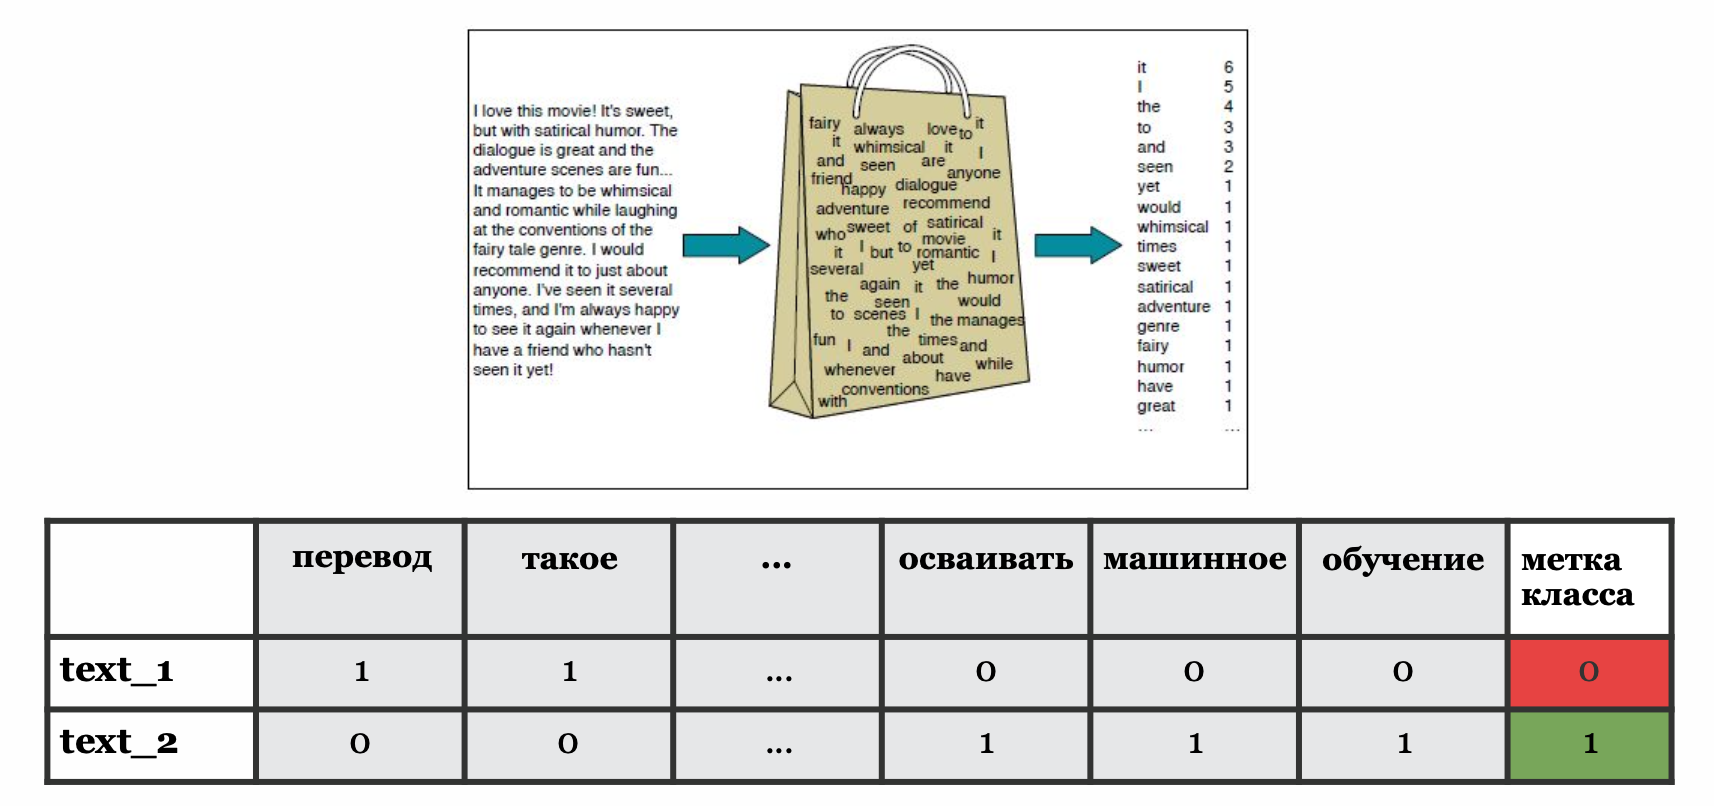 I love this movie! It's sweet,
but with satirical humor. The
dialogue is great and the
adventure scenes are fun...
It manages to be whimsical
and romantic while laughing
at the conventions of the
fairy tale genre. I would
recommend it to just about
anyone. I've seen it several
times, and I'm always happy
to see it again whenever I
have a friend who hasn't
seen it yet!
fairy always love to it
it whimsical it I
and seen are anyone
friend happy dialogue
adventure recommend
who sweet of satirical
it I but to movie it
romantic I
several yet
again it the humor
the seen would
to scenes I the manages
the
fun I and times and
about while
whenever have
conventions
with
it 6
I 5
the 4
to 3
and 3
seen 2
yet 1
would 1
whimsical 1
times 1
sweet 1
satirical 1
adventure 1
genre 1
fairy 1
humor 1
have 1
great 1
... ...
перевод такое ... осваивать машинное обучение метка
класса
text_1 1 1 ... 0 0 0 0
text_2 0 0 ... 1 1 1 1